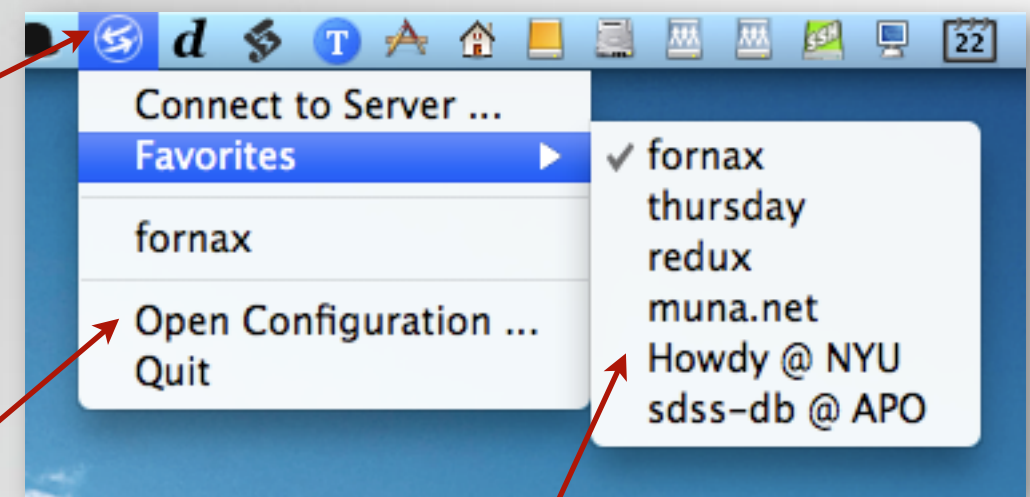 d
T
SSH
22
Connect to Server ...
Favorites
fornax
Open Configuration ...
Quit
fornax
thursday
redux
muna.net
Howdy @ NYU
sdss-db @ APO